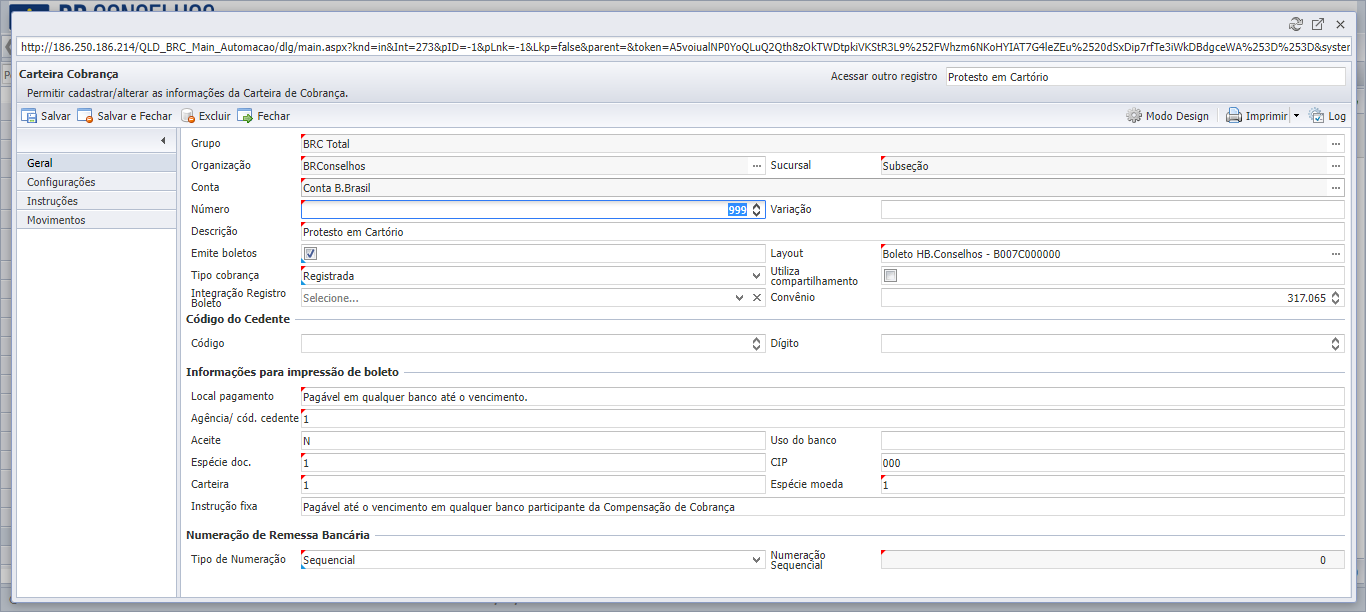 BR CONSELHOS
http://186.250.186.214/QLD_BRC_Main_Automacao/dlg/main.aspx?knd=in&Int=273&pID=-1&pLnk=-1&Lkp=false&parent=&token=A5voiualNP0YoQLuQ2Qth8zOkTWDtpkiVKStR3L9%252FWhzm6NKoHYIAT7G4leZEu%2520dSxDip7rfTe3iWkDBdgceWA%253D%253D&syster
Carteira Cobrança
Acessar outro registro Protesto em Cartório
Permitir cadastrar/alterar as informações da Carteira de Cobrança.
Salvar Salvar e Fechar Excluir Fechar Modo Design Imprimir Log
Geral
Configurações
Instruções
Movimentos
Grupo BRC Total
Organização BRConselhos Sucursal Subseção
Conta Conta B.Brasil
Número 999 Variação
Descrição Protesto em Cartório
Emite boletos Layout Boleto HB.Conselhos - B007C000000
Tipo cobrança Registrada Utiliza compartilhamento
Integração Registro Boleto Selecione... Convênio 317.065
Código do Cedente
Código Dígito
Informações para impressão de boleto
Local pagamento Pagável em qualquer banco até o vencimento.
Agência/ cód. cedente 1
Aceite N Uso do banco
Espécie doc. 1 CIP 000
Carteira 1 Espécie moeda 1
Instrução fixa Pagável até o vencimento em qualquer banco participante da Compensação de Cobrança
Numeração de Remessa Bancária
Tipo de Numeração Sequencial Numeração Sequencial 0